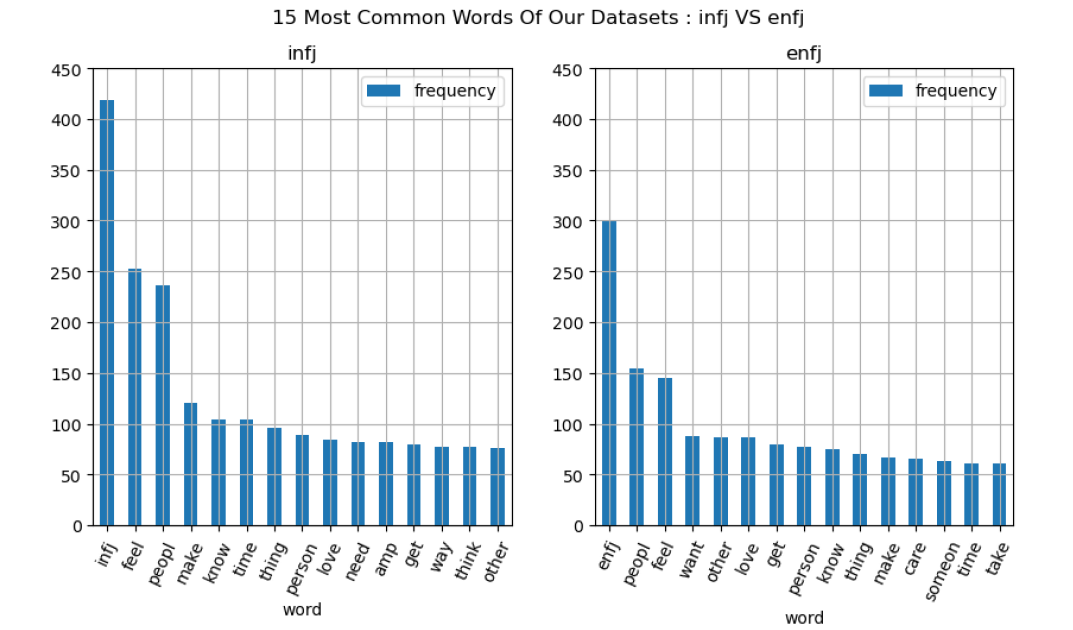 15 Most Common Words Of Our Datasets : infj VS enfj
infj
450
400
350
300
250
200
150
100
50
0
frequency
infj
feel
peopl
make
know
time
thing
person
love
need
amp
get
way
think
other
word
enfj
450
400
350
300
250
200
150
100
50
0
frequency
enfj
peopl
feel
want
other
love
get
person
know
thing
make
care
someon
time
take
word